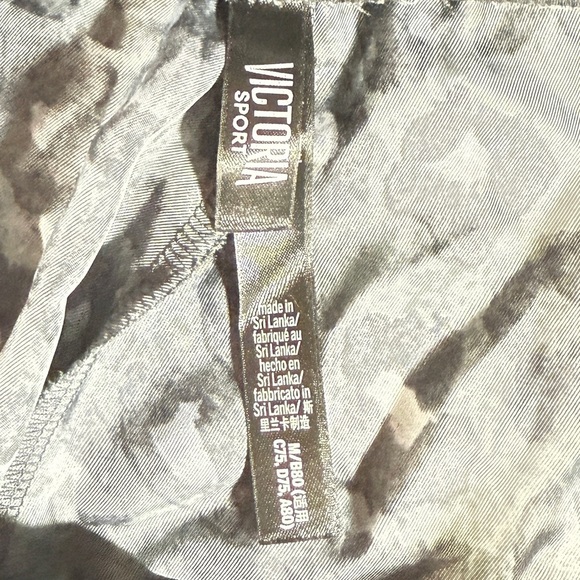 VICTORIA
SPORT
made in
Sri Lanka/
fabriqué au
Sri Lanka/
hecho en
Sri Lanka/
fabbricato in
Sri Lanka/ 斯
里兰卡制造
M/B80 (适用
C75, D75, A80)